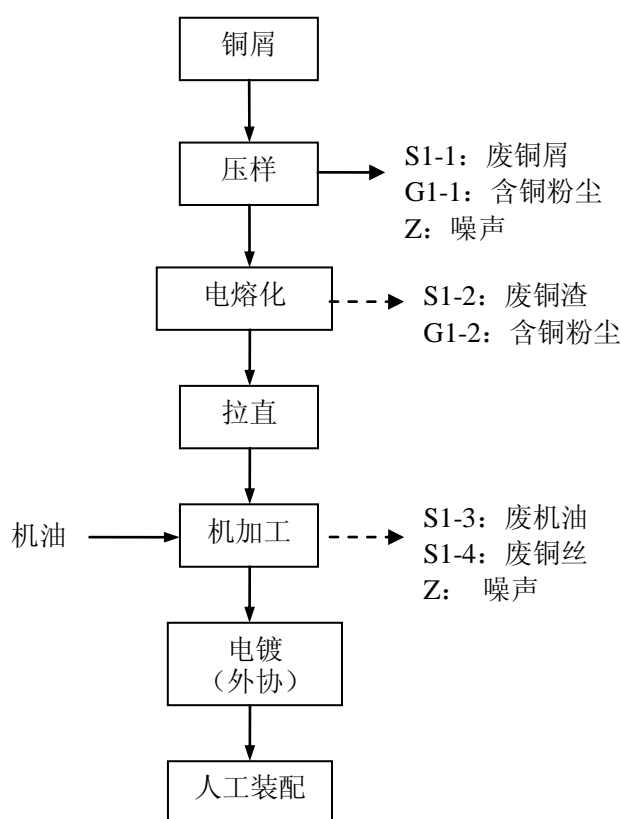 铜屑
压样
S1-1：废铜屑
G1-1：含铜粉尘
Z：噪声
电熔化
S1-2：废铜渣
G1-2：含铜粉尘
拉直
机油
机加工
S1-3：废机油
S1-4：废铜丝
Z： 噪声
电镀
（外协）
人工装配